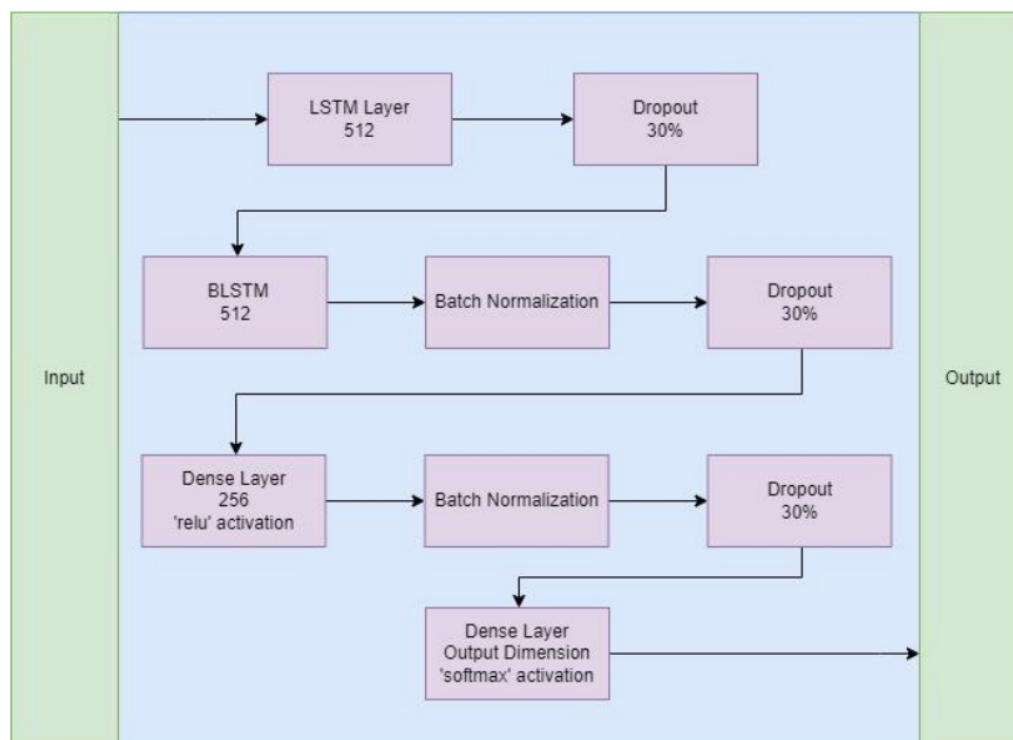 Input
LSTM Layer
512
Dropout
30%
BLSTM
512
Batch Normalization
Dropout
30%
Dense Layer
256
'relu' activation
Batch Normalization
Dropout
30%
Dense Layer
Output Dimension
'softmax' activation
Output